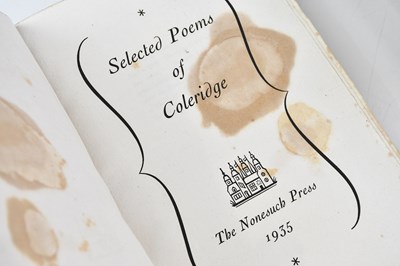 *
Selected Poems
of
Coleridge
The Nonesuch Press
1935
*